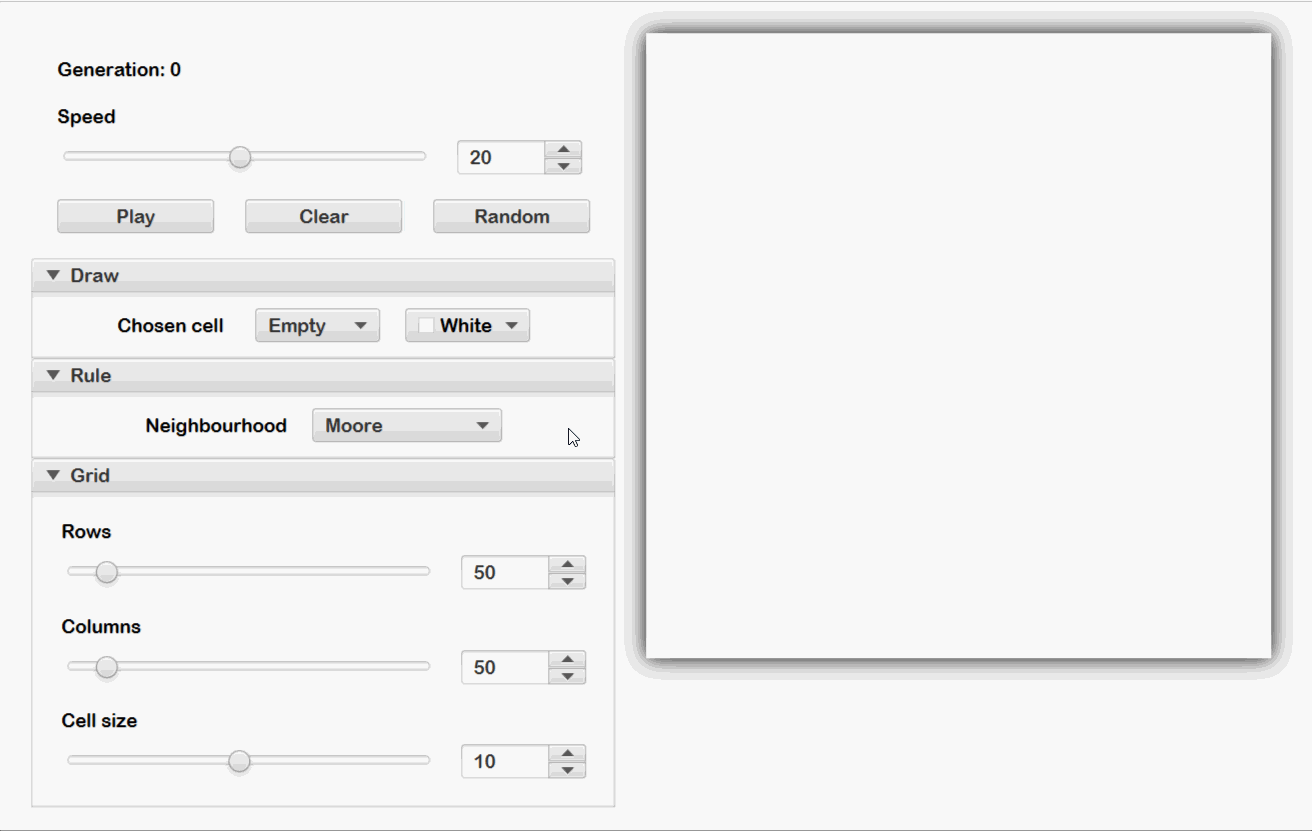 Generation: 0
Speed
20
Play Clear Random
Draw
Chosen cell Empty White
Rule
Neighbourhood Moore
Grid
Rows
50
Columns
50
Cell size
10